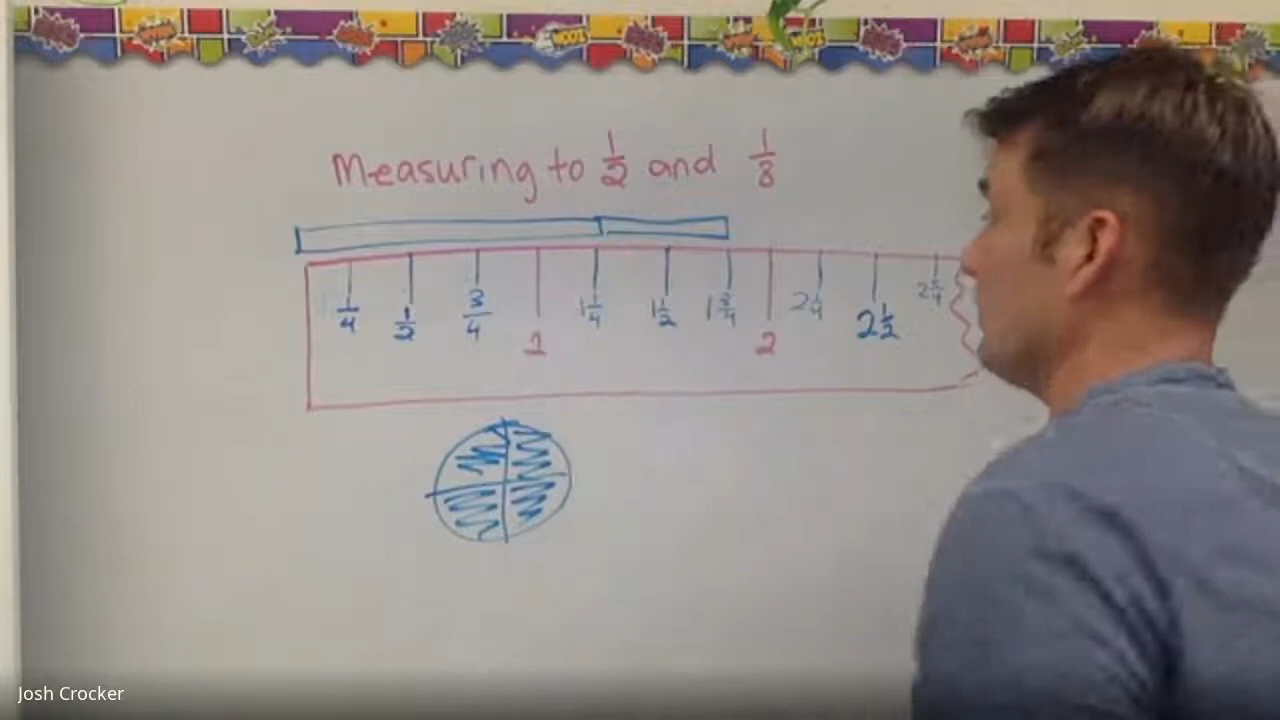 Measuring to 1/2 and 1/8
1/4 1/2 3/4 1 1 1/4 1 1/2 1 3/4 2 2 1/4 2 1/2 2 3/4
Josh Crocker